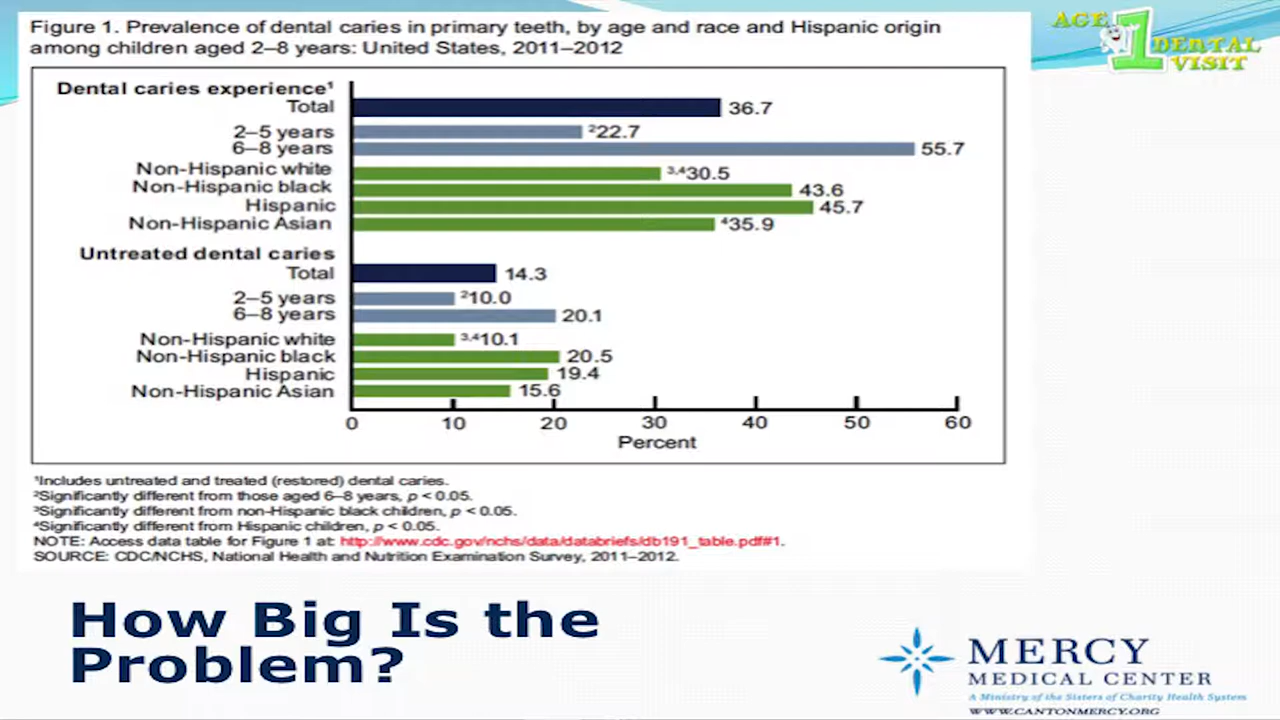 Figure 1. Prevalence of dental caries in primary teeth, by age and race and Hispanic origin
among children aged 2–8 years: United States, 2011–2012
AGE 1
DENTAL
VISIT
Dental caries experience¹
Total 36.7
2–5 years ²22.7
6–8 years 55.7
Non-Hispanic white ³,⁴30.5
Non-Hispanic black 43.6
Hispanic 45.7
Non-Hispanic Asian ⁴35.9
Untreated dental caries
Total 14.3
2–5 years ²10.0
6–8 years 20.1
Non-Hispanic white ³,⁴10.1
Non-Hispanic black 20.5
Hispanic 19.4
Non-Hispanic Asian 15.6
0 10 20 30 40 50 60
Percent
¹Includes untreated and treated (restored) dental caries.
²Significantly different from those aged 6–8 years, p < 0.05.
³Significantly different from non-Hispanic black children, p < 0.05.
⁴Significantly different from Hispanic children, p < 0.05.
NOTE: Access data table for Figure 1 at: http://www.cdc.gov/nchs/data/databriefs/db191_table.pdf#1.
SOURCE: CDC/NCHS, National Health and Nutrition Examination Survey, 2011–2012.
How Big Is the
Problem?
MERCY
MEDICAL CENTER
A Ministry of the Sisters of Charity Health System
WWW.CANTONMERCY.ORG